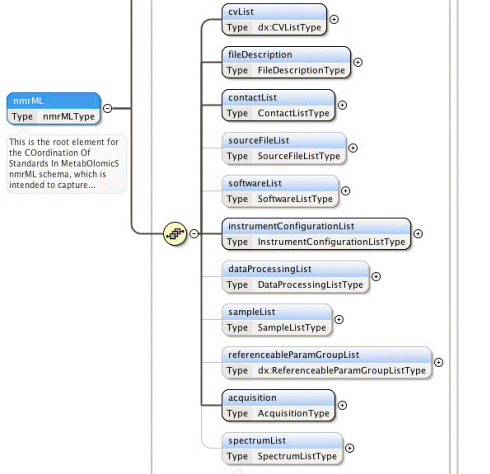 cvList
Type dx:CVListType
fileDescription
Type FileDescriptionType
nmrML
Type nmrMLType
This is the root element for
the COordination Of
Standards In MetabOlomicS
nmrML schema, which is
intended to capture...
contactList
Type ContactListType
sourceFileList
Type SourceFileListType
softwareList
Type SoftwareListType
instrumentConfigurationList
Type InstrumentConfigurationListType
dataProcessingList
Type DataProcessingListType
sampleList
Type SampleListType
referenceableParamGroupList
Type dx:ReferenceableParamGroupListType
acquisition
Type AcquisitionType
spectrumList
Type SpectrumListType